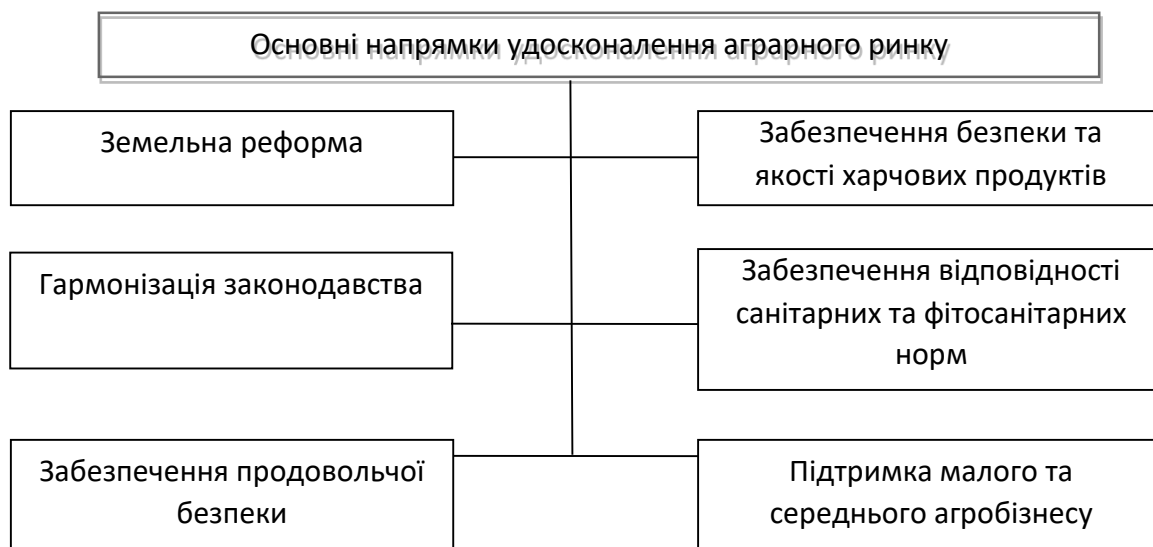 Основні напрямки удосконалення аграрного ринку
Земельна реформа
Забезпечення безпеки та
якості харчових продуктів
Гармонізація законодавства
Забезпечення відповідності
санітарних та фітосанітарних
норм
Забезпечення продовольчої
безпеки
Підтримка малого та
середнього агробізнесу